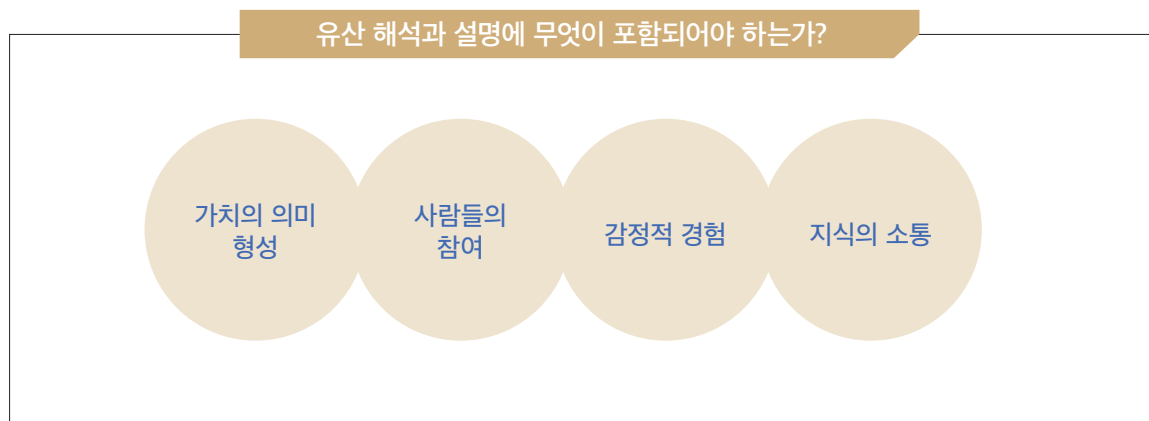 유산 해석과 설명에 무엇이 포함되어야 하는가?
가치의 의미
형성
사람들의
참여
감정적 경험
지식의 소통